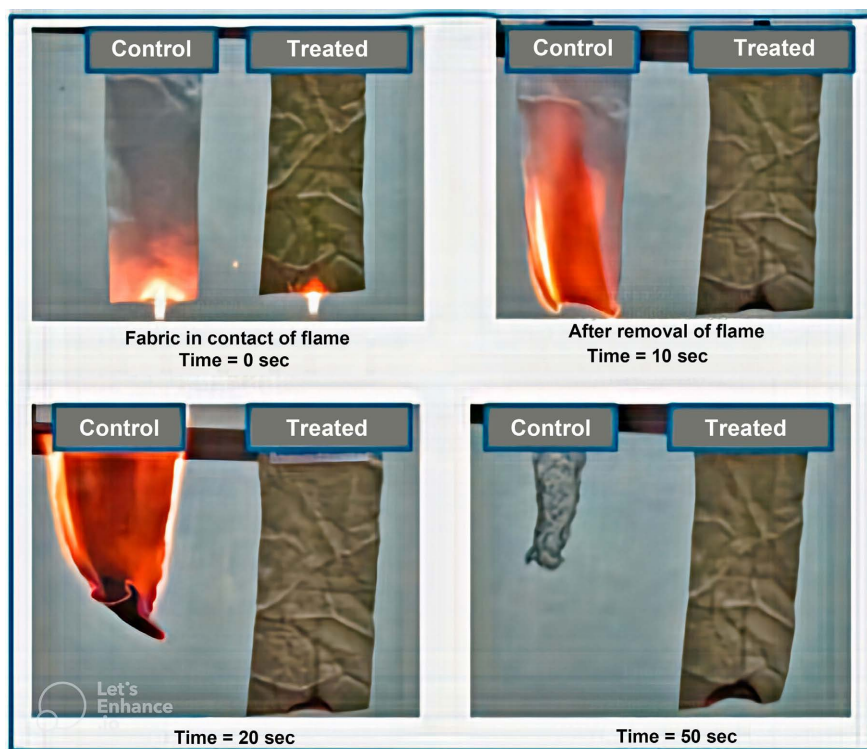 Control Treated
Control Treated
Fabric in contact of flame
Time = 0 sec
After removal of flame
Time = 10 sec
Control Treated
Control Treated
Let's
Enhance
.io
Time = 20 sec
Time = 50 sec